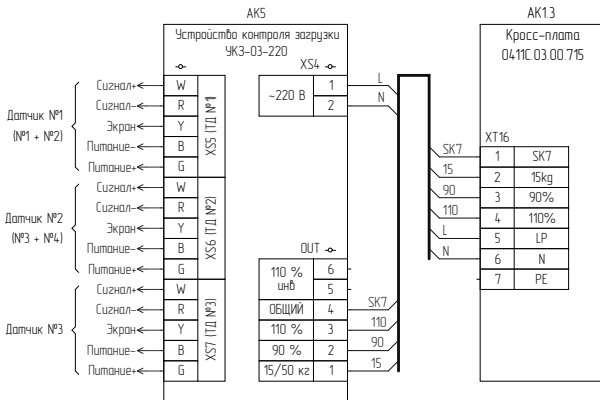 AK5
Устройство контроля загрузки
УКЗ-03-220
AK1.3
Кросс-плата
0411С.03.00.715
Датчик №1
(№1 + №2)
Сигнал+ W
Сигнал- R
Экран Y
Питание- B
Питание+ G
XS5 (ТД №1)
Датчик №2
(№3 + №4)
Сигнал+ W
Сигнал- R
Экран Y
Питание- B
Питание+ G
XS6 (ТД №2)
Датчик №3
Сигнал+ W
Сигнал- R
Экран Y
Питание- B
Питание+ G
XS7 (ТД №3)
XS4
~220 В
1 L
2 N
OUT
110 % инв
6
5
ОБЩИЙ 4 SK7
110 % 3 110
90 % 2 90
15/50 кг 1 15
XT16
SK7 1 SK7
15 2 15kg
90 3 90%
110 4 110%
L 5 LP
N 6 N
7 PE